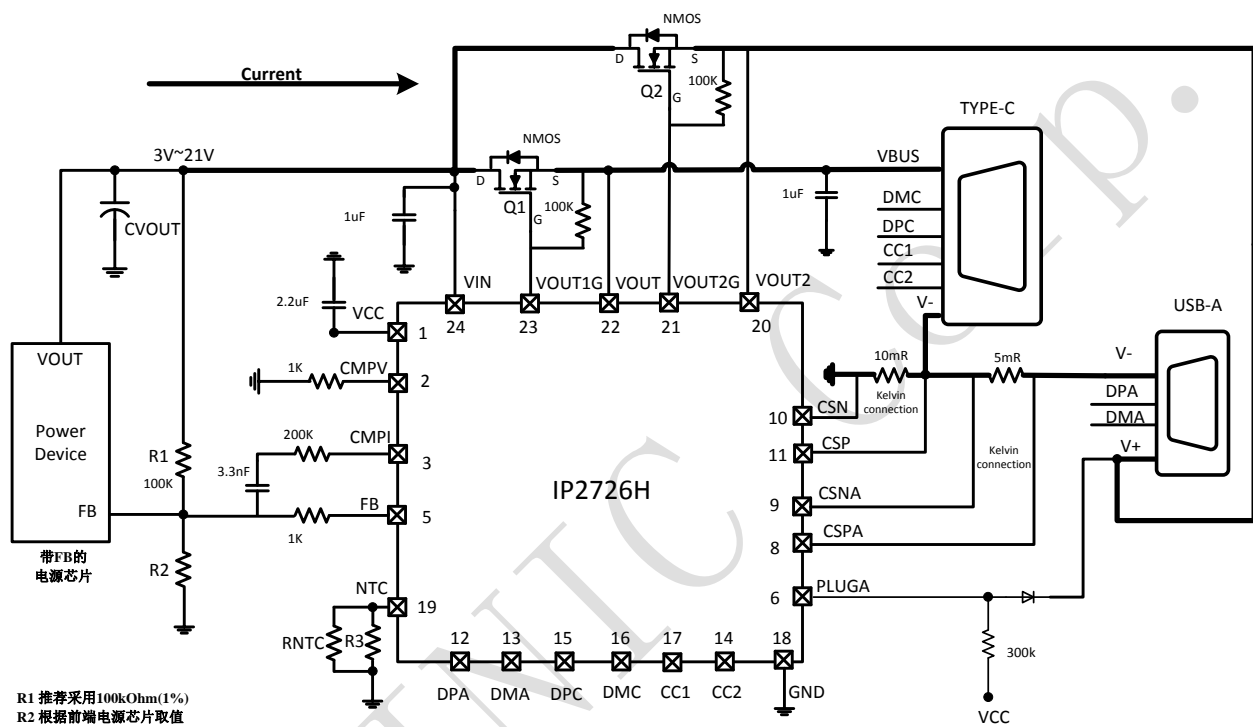 NMOS
D
S
Q2
G
100K
Current
TYPE-C
3V~21V
NMOS
D
S
Q1
G
100K
VBUS
1uF
1uF
CVOUT
DMC
DPC
CC1
CC2
V-
VIN
VOUT1G
VOUT
VOUT2G
VOUT2
24
23
22
21
20
2.2uF
VCC
1
USB-A
VOUT
Power
Device
FB
带FB的
电源芯片
1K
CMPV
2
10mR
5mR
Kelvin
connection
V-
DPA
DMA
V+
10
CSN
11
CSP
200K
CMPI
3
3.3nF
R1
100K
Kelvin
connection
IP2726H
FB
5
1K
9
CSNA
8
CSPA
R2
NTC
19
RNTC
R3
6
PLUGA
300k
VCC
12
13
15
16
17
14
18
DPA
DMA
DPC
DMC
CC1
CC2
GND
R1 推荐采用100kOhm(1%)
R2 根据前端电源芯片取值
NIC Corp.